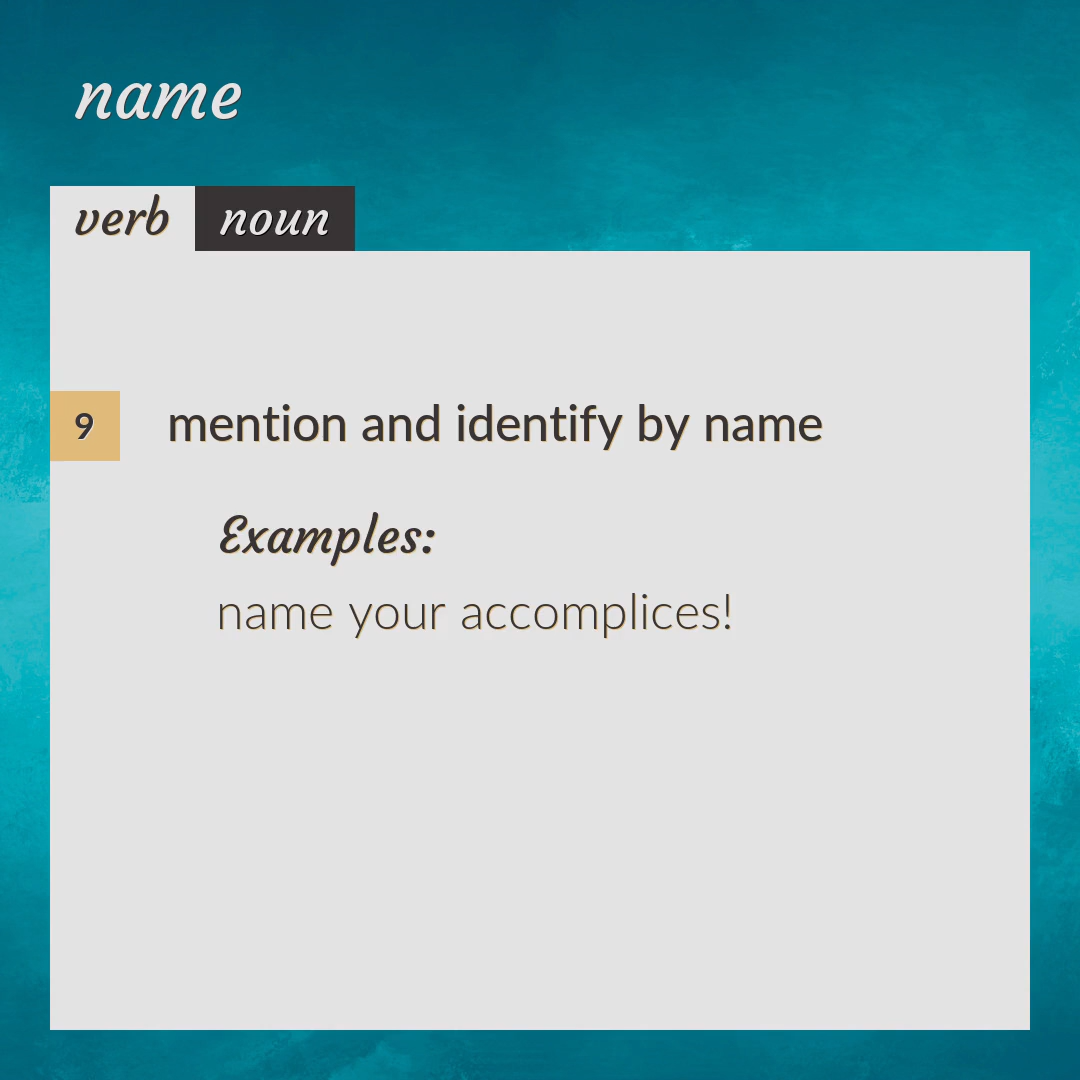 name
verb noun
9 mention and identify by name
Examples:
name your accomplices!